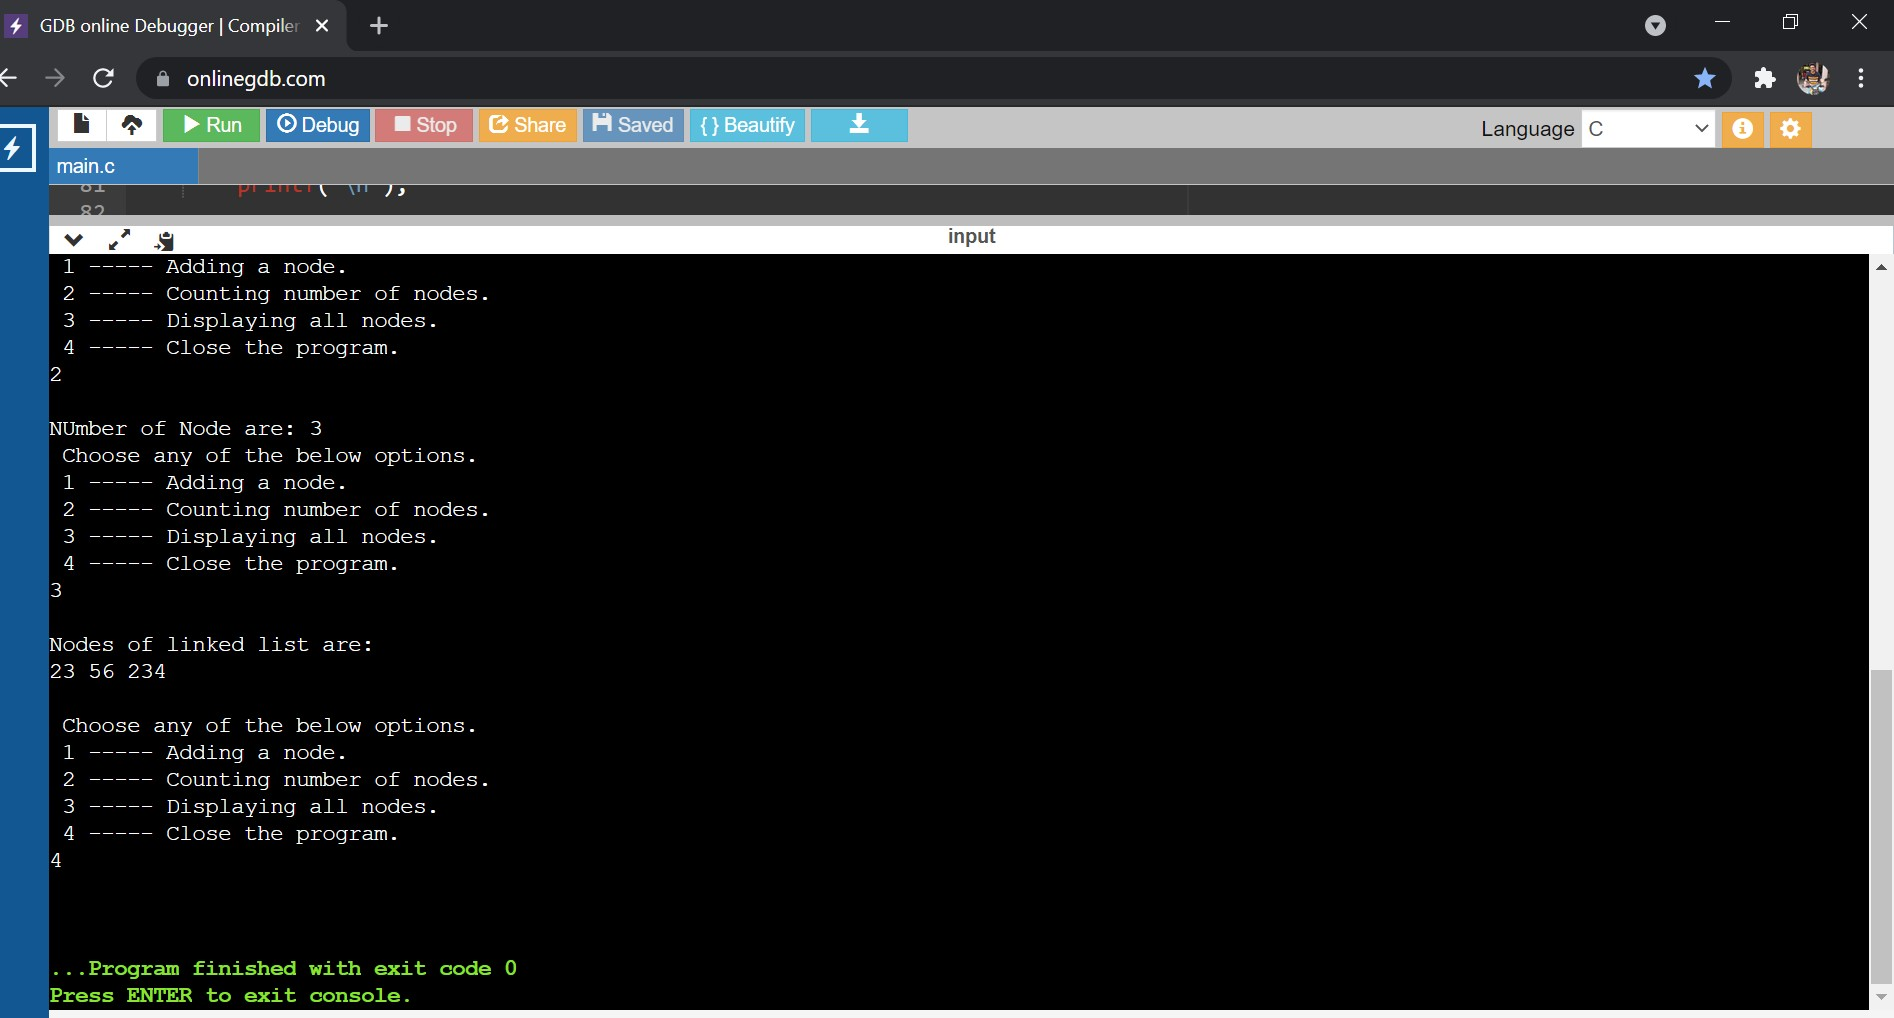 GDB online Debugger | Compiler
onlinegdb.com
Run Debug Stop Share Saved { } Beautify Language C
main.c
81 printf("\n");
82
input
1 ----- Adding a node.
2 ----- Counting number of nodes.
3 ----- Displaying all nodes.
4 ----- Close the program.
2
NUmber of Node are: 3
Choose any of the below options.
1 ----- Adding a node.
2 ----- Counting number of nodes.
3 ----- Displaying all nodes.
4 ----- Close the program.
3
Nodes of linked list are:
23 56 234
Choose any of the below options.
1 ----- Adding a node.
2 ----- Counting number of nodes.
3 ----- Displaying all nodes.
4 ----- Close the program.
4
...Program finished with exit code 0
Press ENTER to exit console.